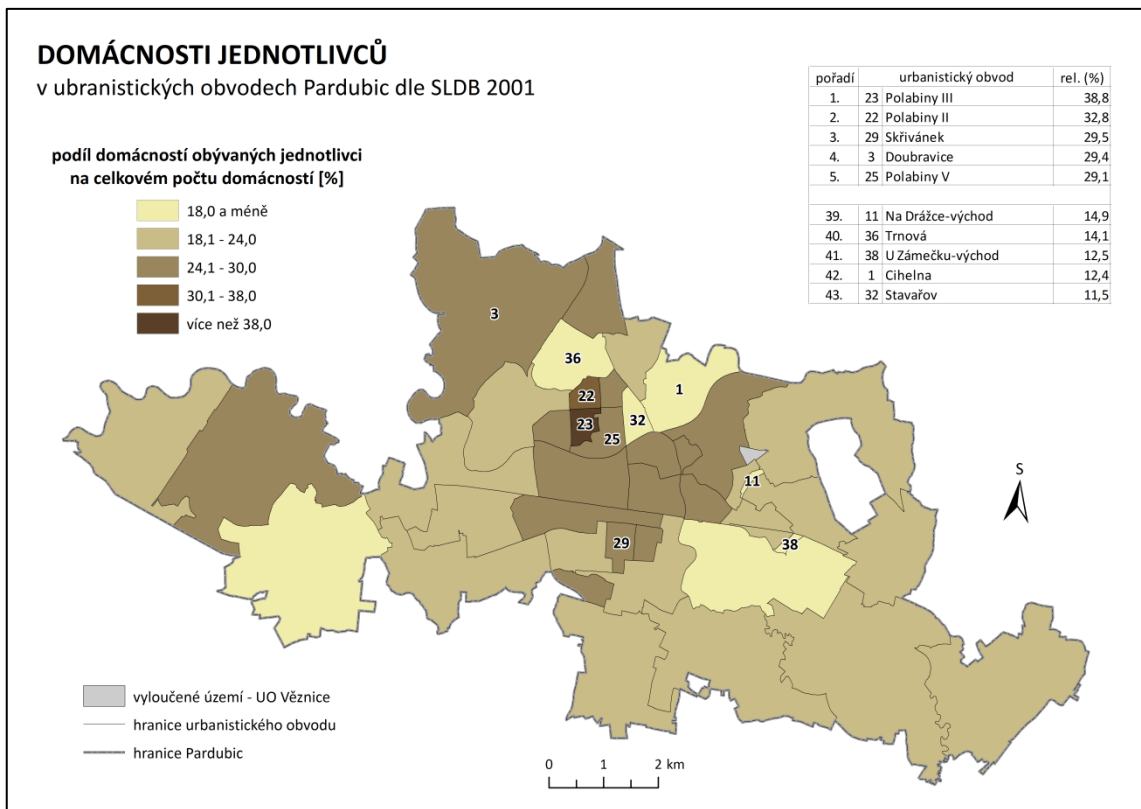 DOMÁCNOSTI JEDNOTLIVCŮ
v ubranistických obvodech Pardubic dle SLDB 2001
pořadí urbanistický obvod rel. (%)
1. 23 Polabiny III 38,8
2. 22 Polabiny II 32,8
3. 29 Skřivánek 29,5
4. 3 Doubravice 29,4
5. 25 Polabiny V 29,1
39. 11 Na Drážce-východ 14,9
40. 36 Trnová 14,1
41. 38 U Zámečku-východ 12,5
42. 1 Cihelna 12,4
43. 32 Stavařov 11,5
podíl domácností obývaných jednotlivci
na celkovém počtu domácností [%]
18,0 a méně
18,1 - 24,0
24,1 - 30,0
30,1 - 38,0
více než 38,0
3
36
1
22
23
32
25
11
S
29
38
vyloučené území - UO Věznice
hranice urbanistického obvodu
hranice Pardubic
0 1 2 km